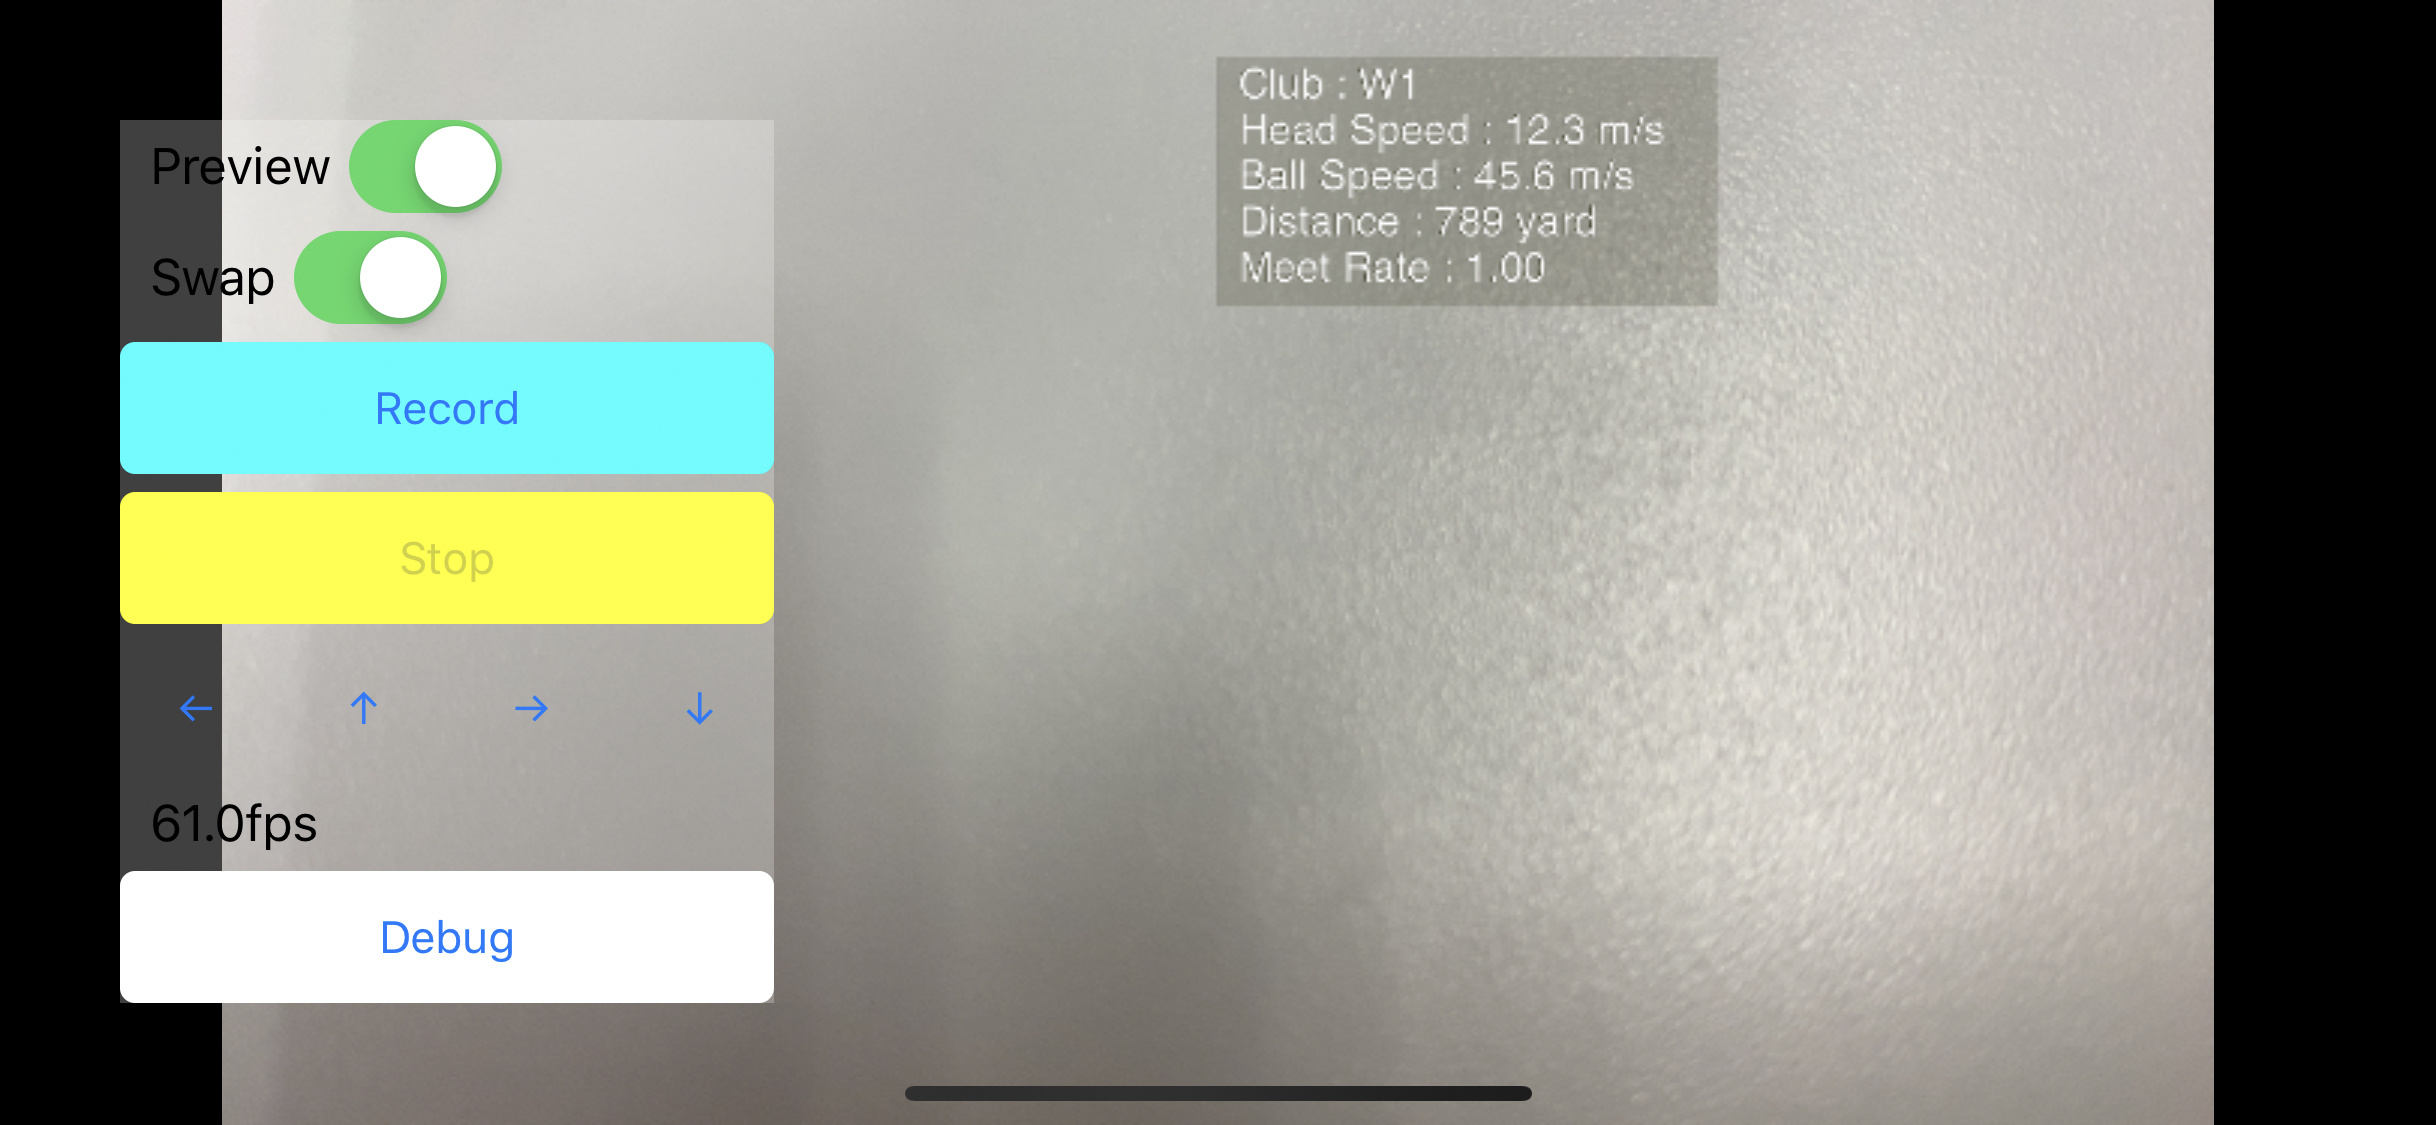 Preview
Swap
Record
Stop
← ↑ → ↓
61.0fps
Debug
Club : W1
Head Speed : 12.3 m/s
Ball Speed : 45.6 m/s
Distance : 789 yard
Meet Rate : 1.00